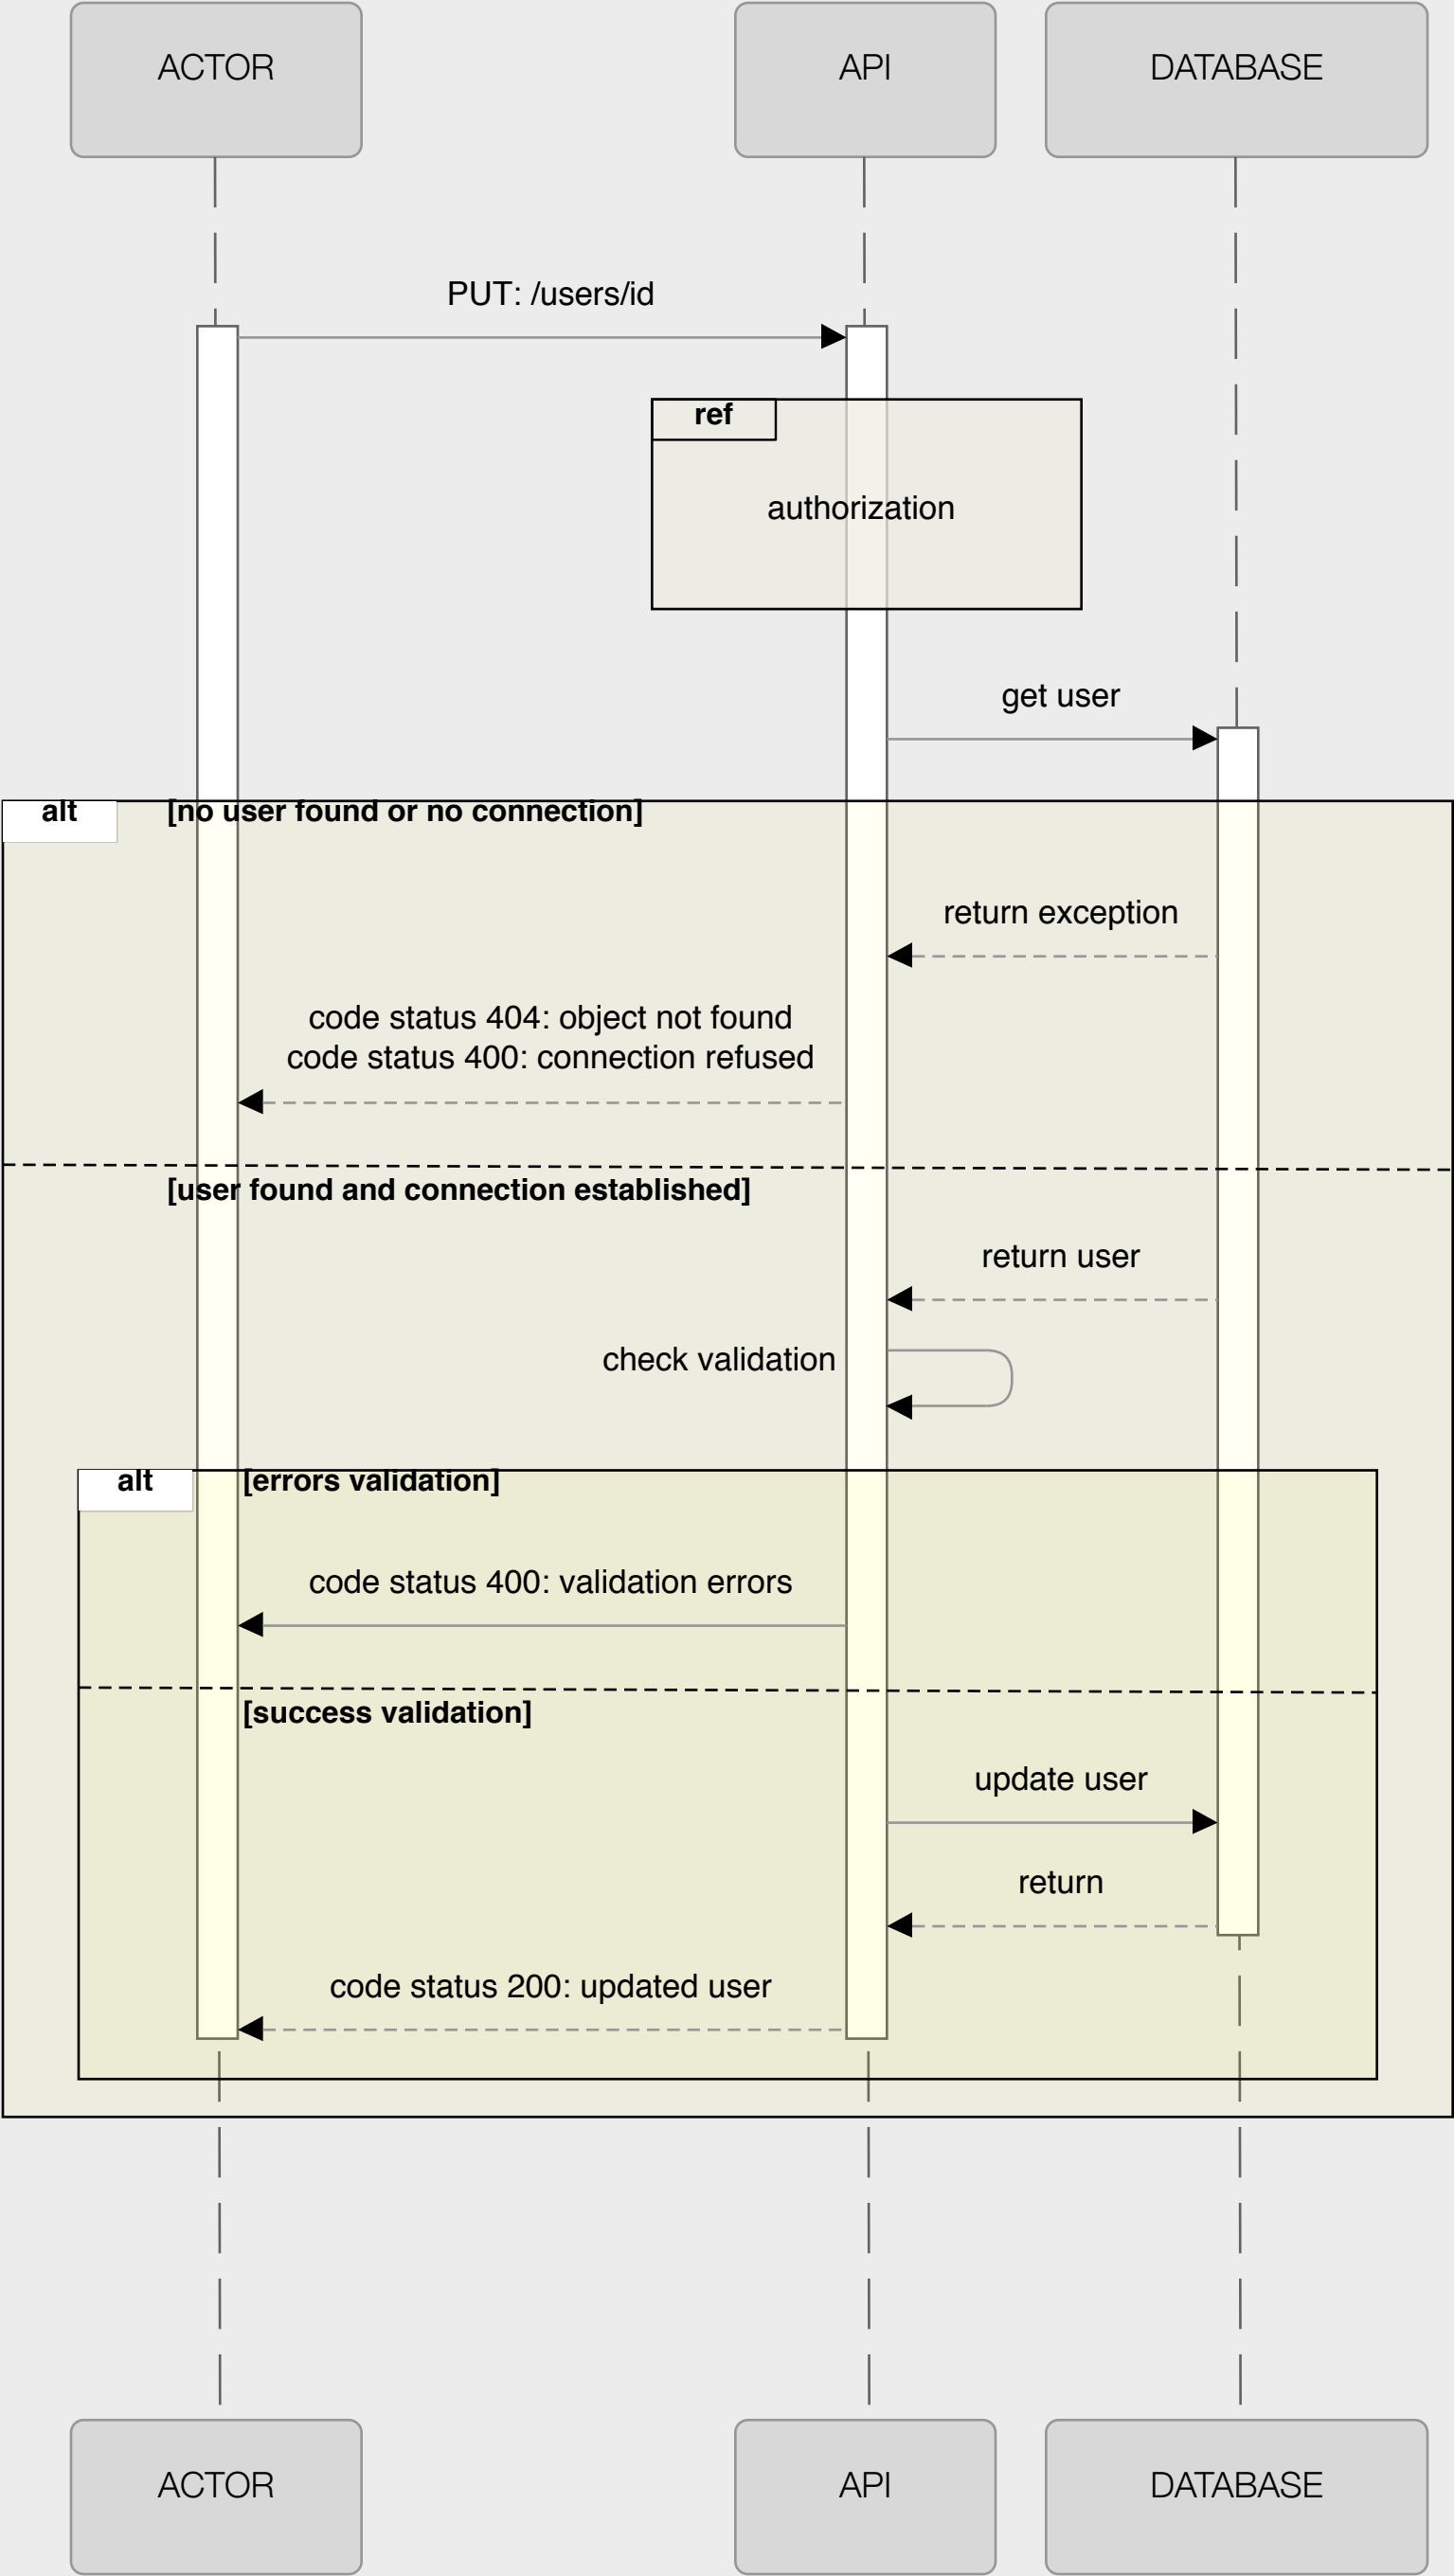 ACTOR
API
DATABASE
PUT: /users/id
ref
authorization
get user
alt
[no user found or no connection]
return exception
code status 404: object not found
code status 400: connection refused
[user found and connection established]
return user
check validation
alt
[errors validation]
code status 400: validation errors
[success validation]
update user
return
code status 200: updated user
ACTOR
API
DATABASE